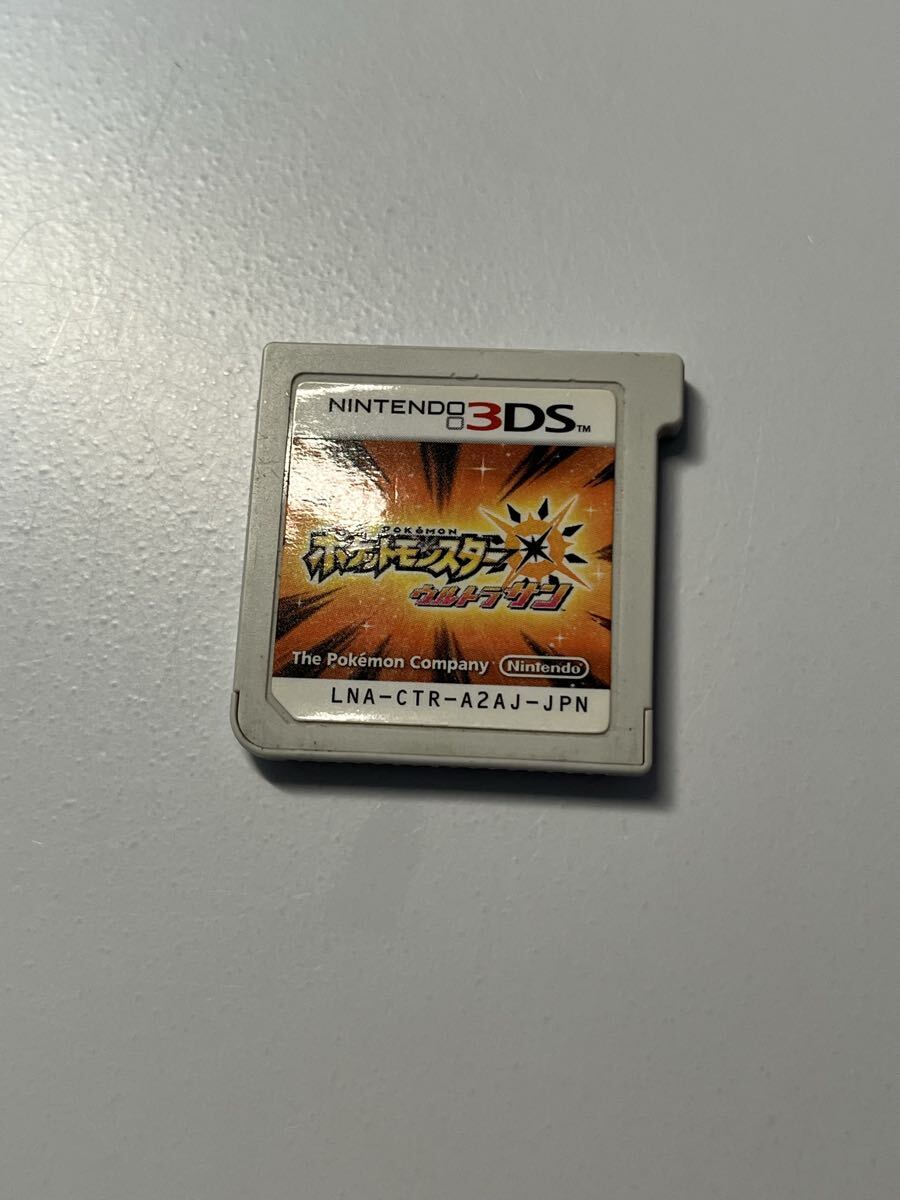 NINTENDO 3DS™
POKÉMON
ポケットモンスター
ウルトラサン
The Pokémon Company Nintendo
LNA-CTR-A2AJ-JPN